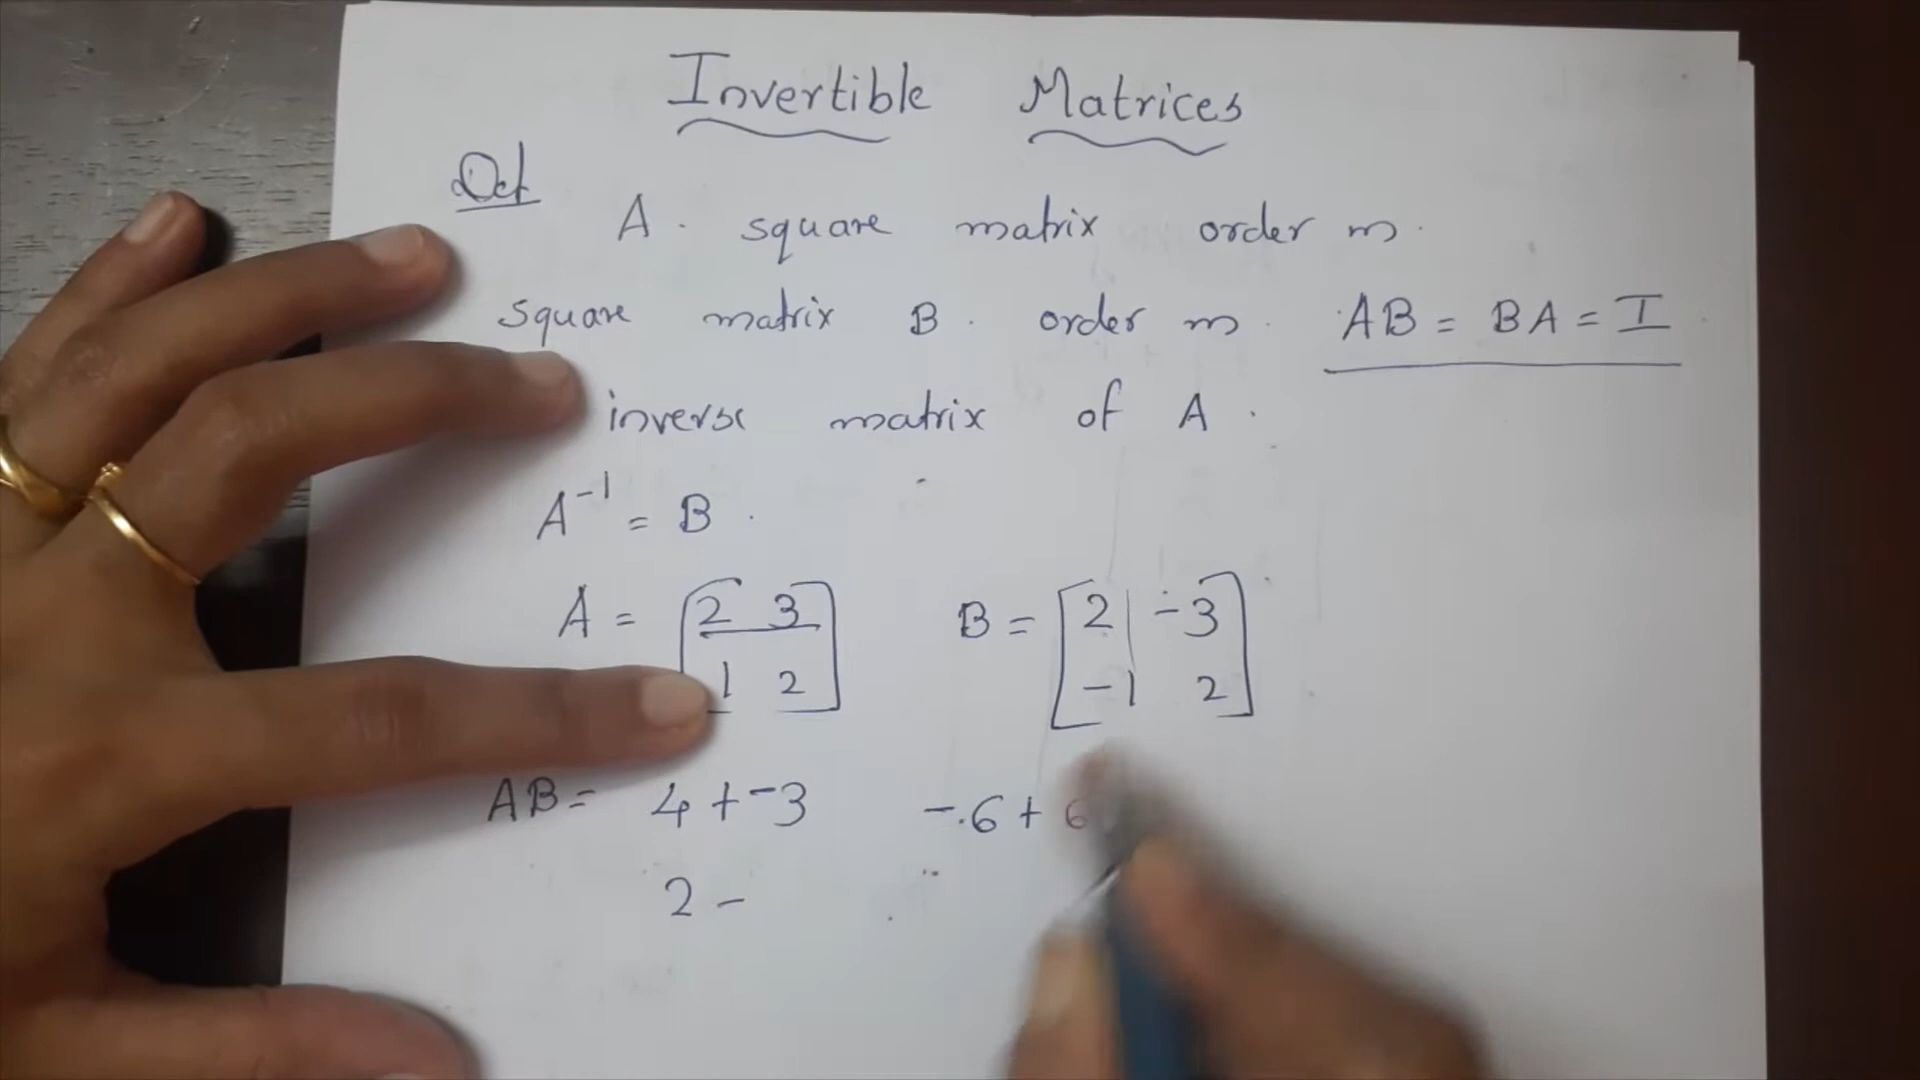 Invertible Matrices
Def
A. square matrix order m.
square matrix B. order m. AB = BA = I
inverse matrix of A.
A⁻¹ = B.
A = [2 3 B = [2 -3
1 2] -1 2]
AB = 4 + -3 -6 + 6
2 -